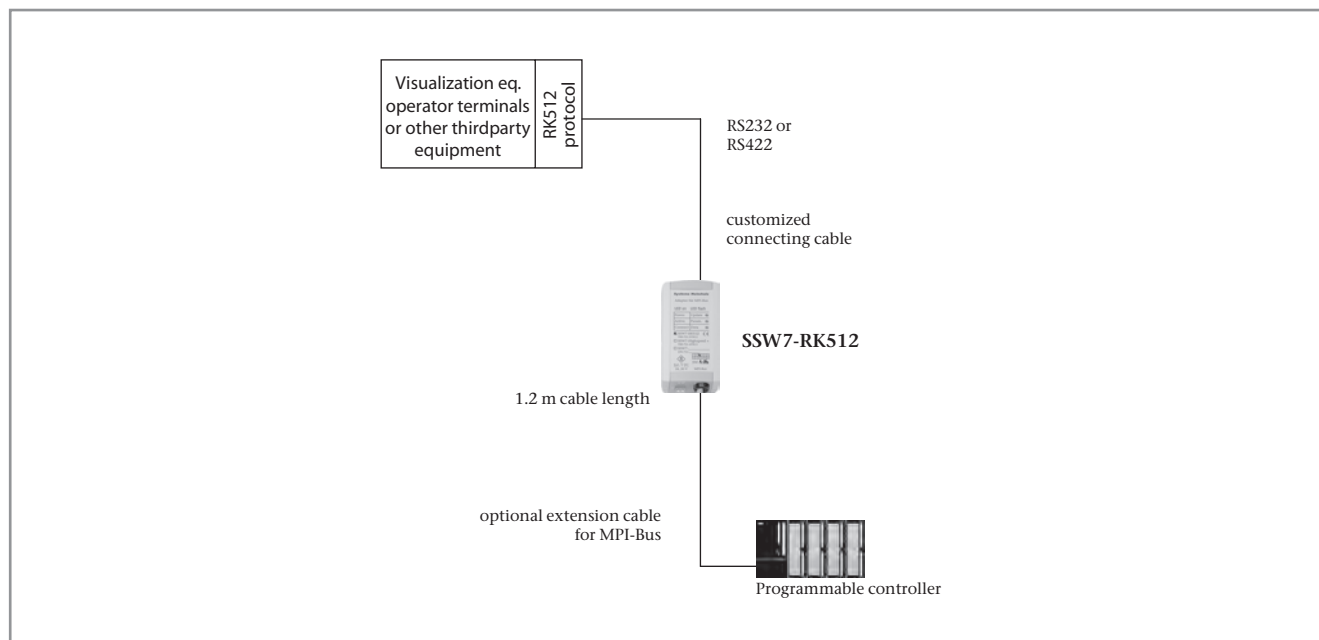 Visualization eq.
operator terminals
or other thirdparty
equipment
RK512
protocol
RS232 or
RS422
customized
connecting cable
SSW7-RK512
1.2 m cable length
optional extension cable
for MPI-Bus
Programmable controller